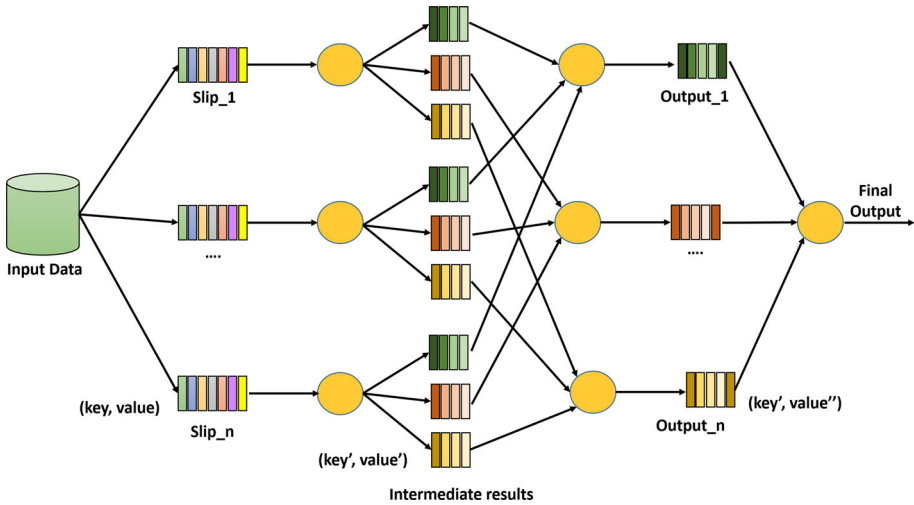 Slip_1
Output_1
Final
Output
Input Data
....
....
(key, value)
Slip_n
Output_n
(key’, value’’)
(key’, value’)
Intermediate results